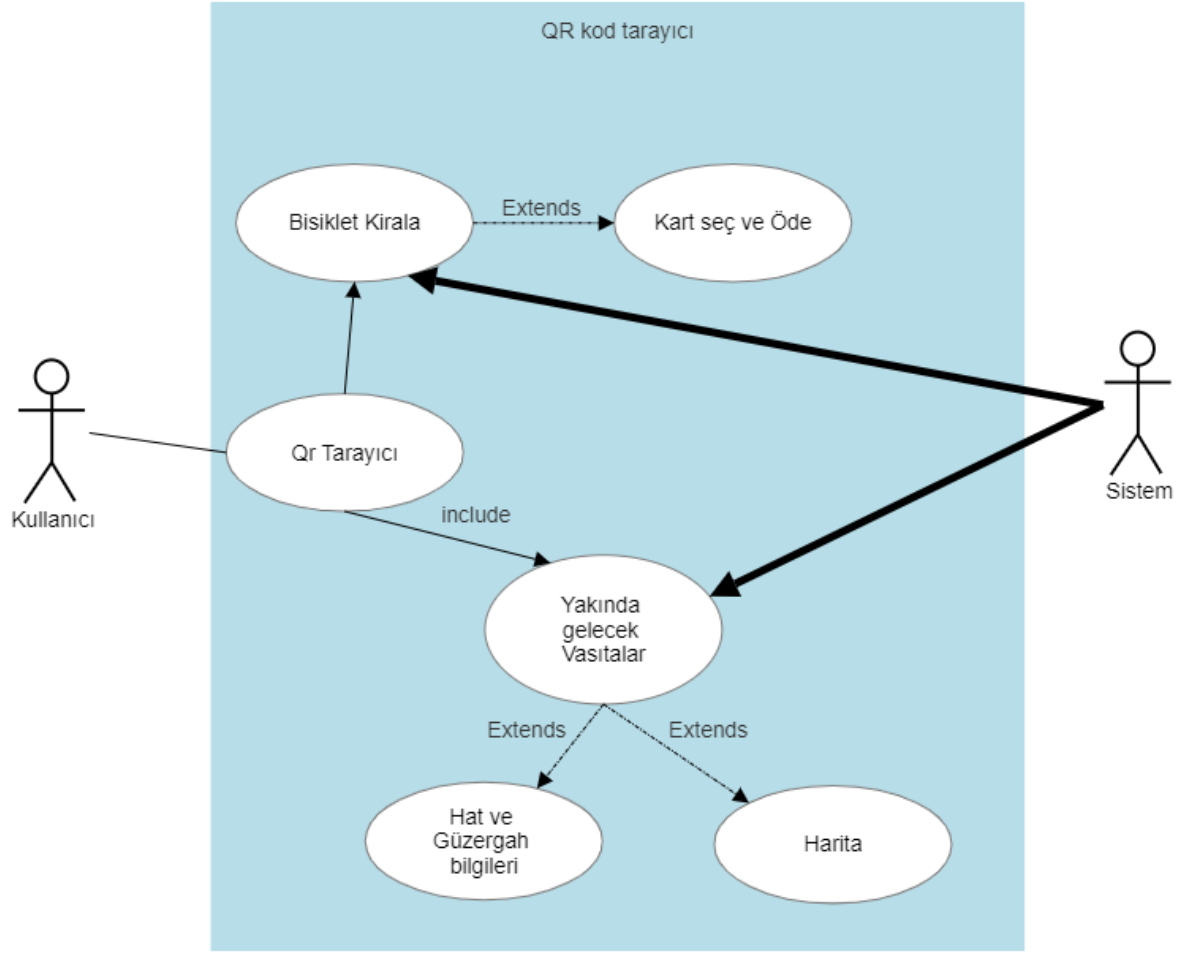 QR kod tarayıcı
Bisiklet Kirala
Extends
Kart seç ve Öde
Kullanıcı
Qr Tarayıcı
Sistem
include
Yakında
gelecek
Vasıtalar
Extends
Extends
Hat ve
Güzergah
bilgileri
Harita